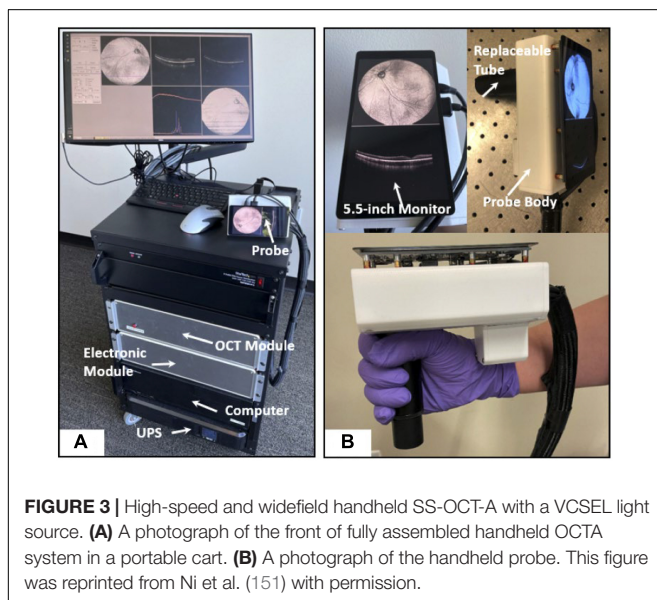 Probe
OCT Module
Electronic
Module
Computer
UPS
A
Replaceable
Tube
5.5-inch Monitor
Probe Body
B
FIGURE 3 | High-speed and widefield handheld SS-OCT-A with a VCSEL light
source. (A) A photograph of the front of fully assembled handheld OCTA
system in a portable cart. (B) A photograph of the handheld probe. This figure
was reprinted from Ni et al. (151) with permission.